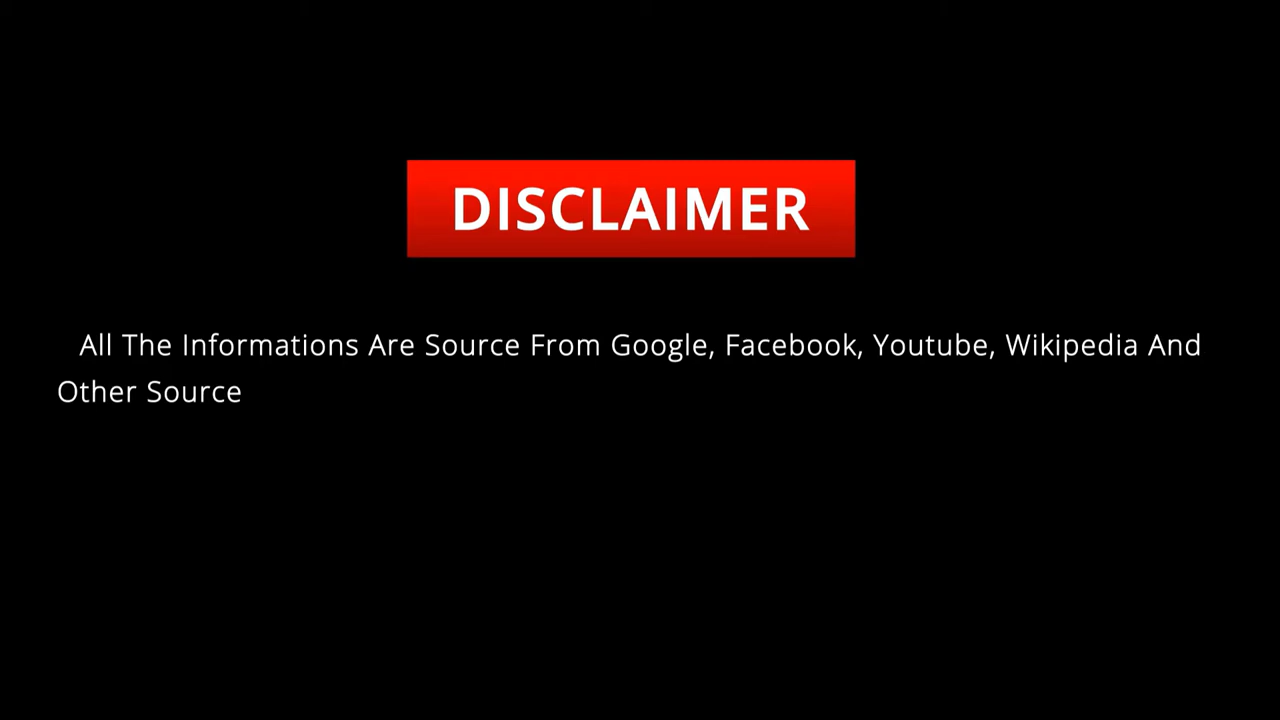 DISCLAIMER
All The Informations Are Source From Google, Facebook, Youtube, Wikipedia And
Other Source